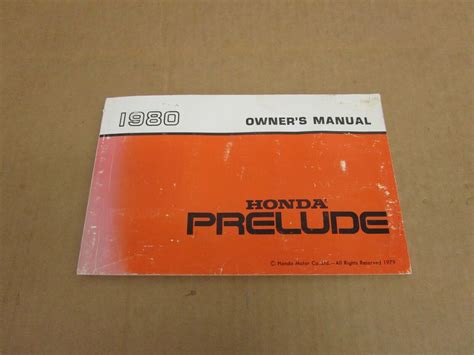 1980 OWNER'S MANUAL
HONDA
PRELUDE
© Honda Motor Co., Ltd. — All Rights Reserved 1979